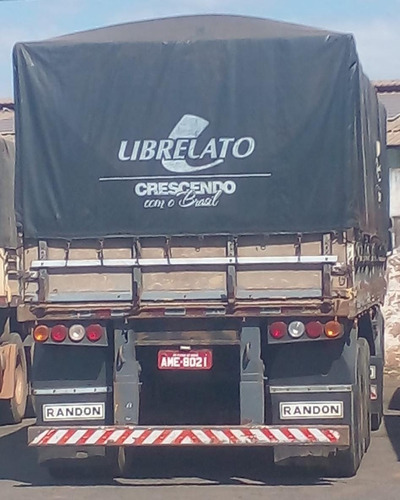 LIBRELATO
CRESCENDO
com o Brasil
AME-8021
RANDON
RANDON